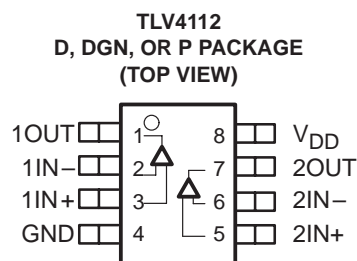 TLV4112
D, DGN, OR P PACKAGE
(TOP VIEW)
1OUT 1 8 VDD
1IN− 2 7 2OUT
1IN+ 3 6 2IN−
GND 4 5 2IN+